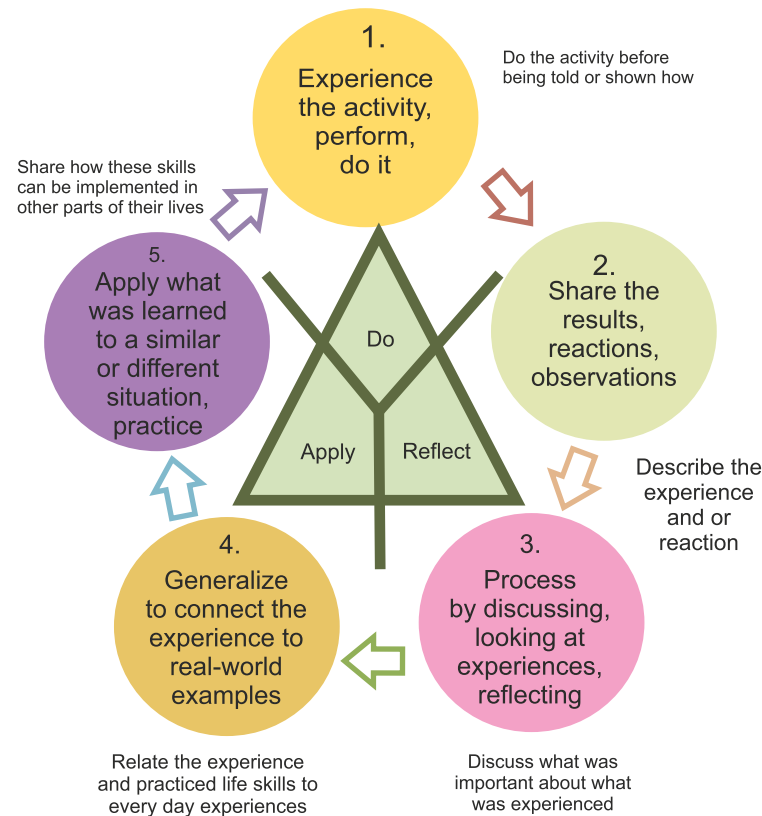 1.
Experience
the activity,
perform,
do it
Do the activity before
being told or shown how
2.
Share the
results,
reactions,
observations
Describe the
experience
and or
reaction
3.
Process
by discussing,
looking at
experiences,
reflecting
Discuss what was
important about what
was experienced
4.
Generalize
to connect the
experience to
real-world
examples
Relate the experience
and practiced life skills to
every day experiences
5.
Apply what
was learned
to a similar
or different
situation,
practice
Share how these skills
can be implemented in
other parts of their lives
Do
Apply
Reflect